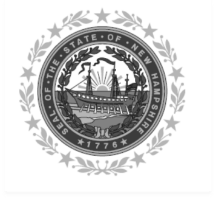 SEAL • OF • THE • STATE • OF • NEW HAMPSHIRE
★1776★